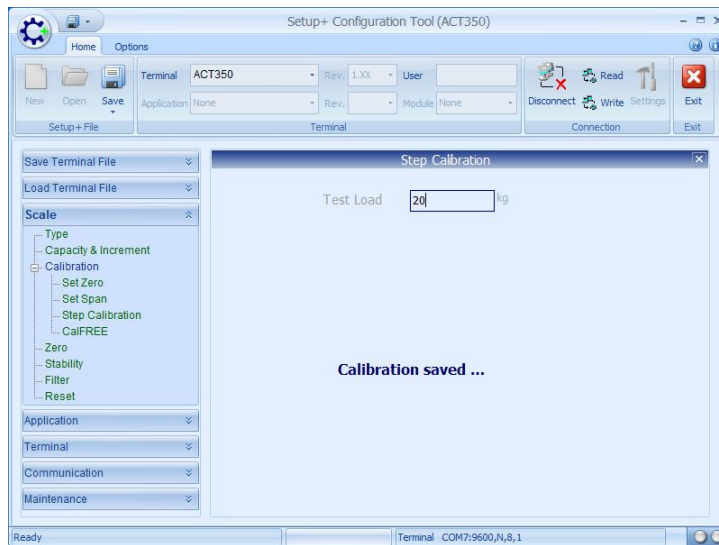 Setup+ Configuration Tool (ACT350)
Home Options
Terminal ACT350 Rev. 1.XX User
Application None Rev. Module None
New Open Save
Disconnect Read Write Settings
Exit
Setup+File Terminal Connection Exit
Save Terminal File
Load Terminal File
Scale
Type
Capacity & Increment
Calibration
Set Zero
Set Span
Step Calibration
CalFREE
Zero
Stability
Filter
Reset
Application
Terminal
Communication
Maintenance
Step Calibration
Test Load 20 kg
Calibration saved ...
Ready Terminal COM7:9600,N,8,1